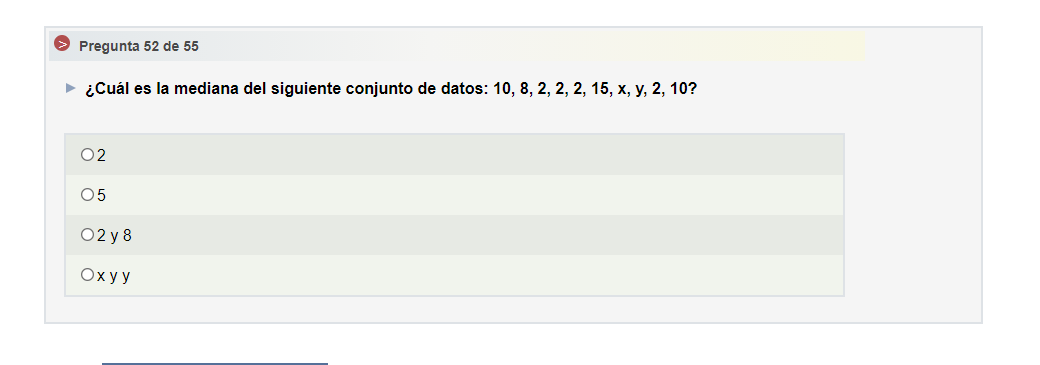 Pregunta 52 de 55
¿Cuál es la mediana del siguiente conjunto de datos: 10, 8, 2, 2, 2, 15, x, y, 2, 10?
2
5
2 y 8
x y y